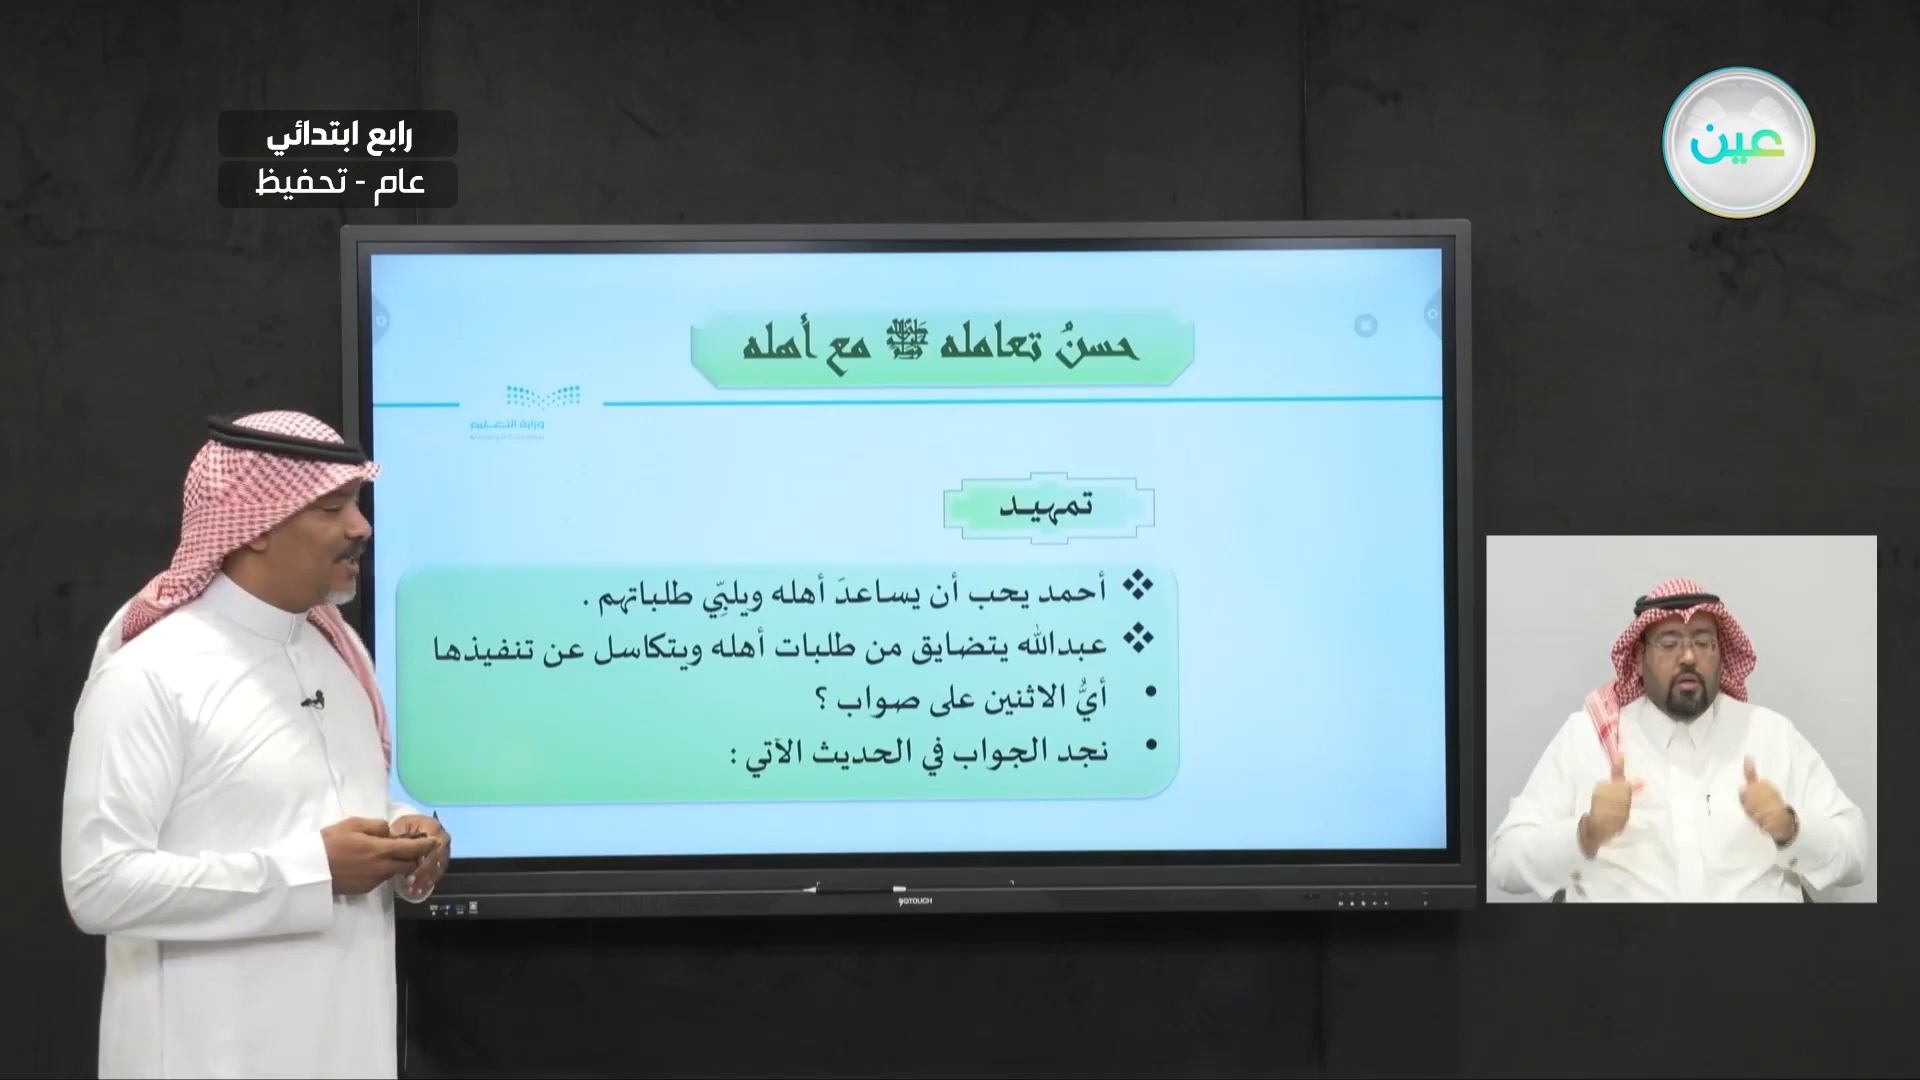 رابع ابتدائي
عام - تحفيظ
عين
حسنُ تعامله ﷺ مع أهله
وزارة التعليم
تمهيد
❖ أحمد يحب أن يساعدَ أهله ويلبِّي طلباتهم .
❖ عبدالله يتضايق من طلبات أهله ويتكاسل عن تنفيذها
• أيُّ الاثنين على صواب ؟
• نجد الجواب في الحديث الآتي :
QTOUCH